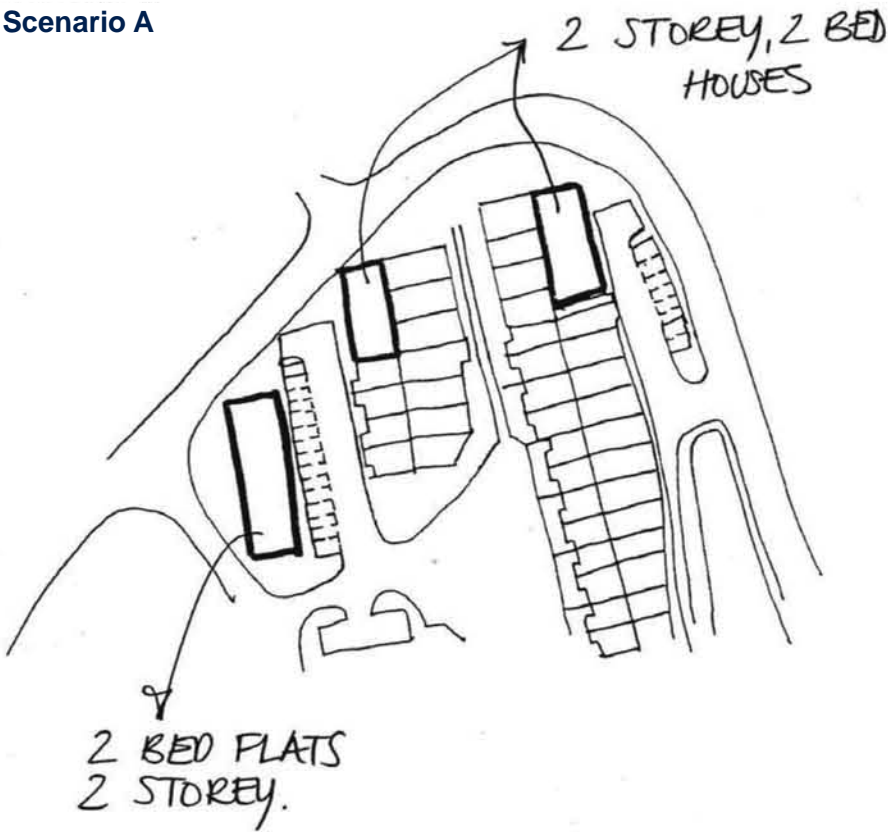 Scenario A
2 STOREY, 2 BED
HOUSES
2 BED FLATS
2 STOREY.